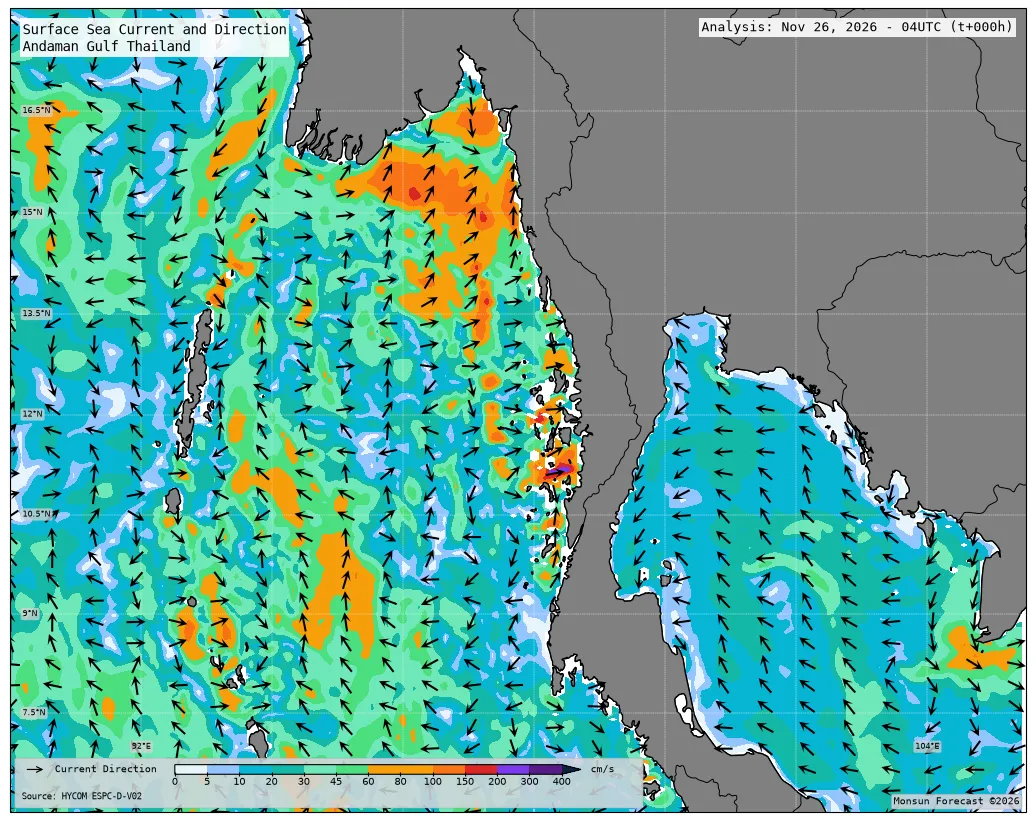 Surface Sea Current and Direction
Andaman Gulf Thailand
Analysis: Nov 26, 2026 - 04UTC (t+000h)
16.5°N
15°N
13.5°N
12°N
10.5°N
9°N
7.5°N
92°E
104°E
Current Direction
0 5 10 20 30 45 60 80 100 150 200 300 400 cm/s
Source: HYCOM ESPC-D-V02
Monsun Forecast ©2026